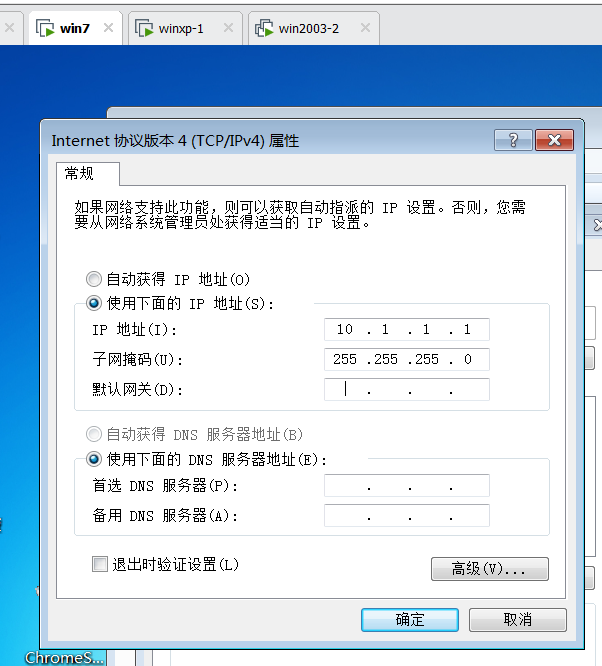 win7
winxp-1
win2003-2
Internet 协议版本 4 (TCP/IPv4) 属性
常规
如果网络支持此功能，则可以获取自动指派的 IP 设置。否则，您需
要从网络系统管理员处获得适当的 IP 设置。
自动获得 IP 地址(O)
使用下面的 IP 地址(S):
IP 地址(I): 10 . 1 . 1 . 1
子网掩码(U): 255 .255 .255 . 0
默认网关(D): . . .
自动获得 DNS 服务器地址(B)
使用下面的 DNS 服务器地址(E):
首选 DNS 服务器(P): . . .
备用 DNS 服务器(A): . . .
退出时验证设置(L)
高级(V)...
确定
取消
ChromeS...